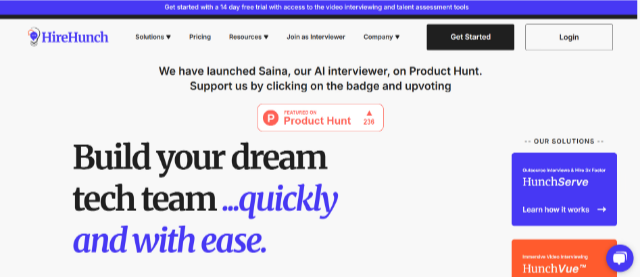 Get started with a 14 day free trial with access to the video interviewing and talent assessment tools
HireHunch
Solutions ▼
Pricing
Resources ▼
Join as Interviewer
Company ▼
Get Started
Login
We have launched Saina, our AI interviewer, on Product Hunt.
Support us by clicking on the badge and upvoting
P
FEATURED ON
Product Hunt
▲
236
Build your dream
tech team ...quickly
and with ease.
-- OUR SOLUTIONS --
Outsource Interviews & Hire 3x Faster
HunchServe
Learn how it works →
Immersive Video Interviewing
HunchVue™